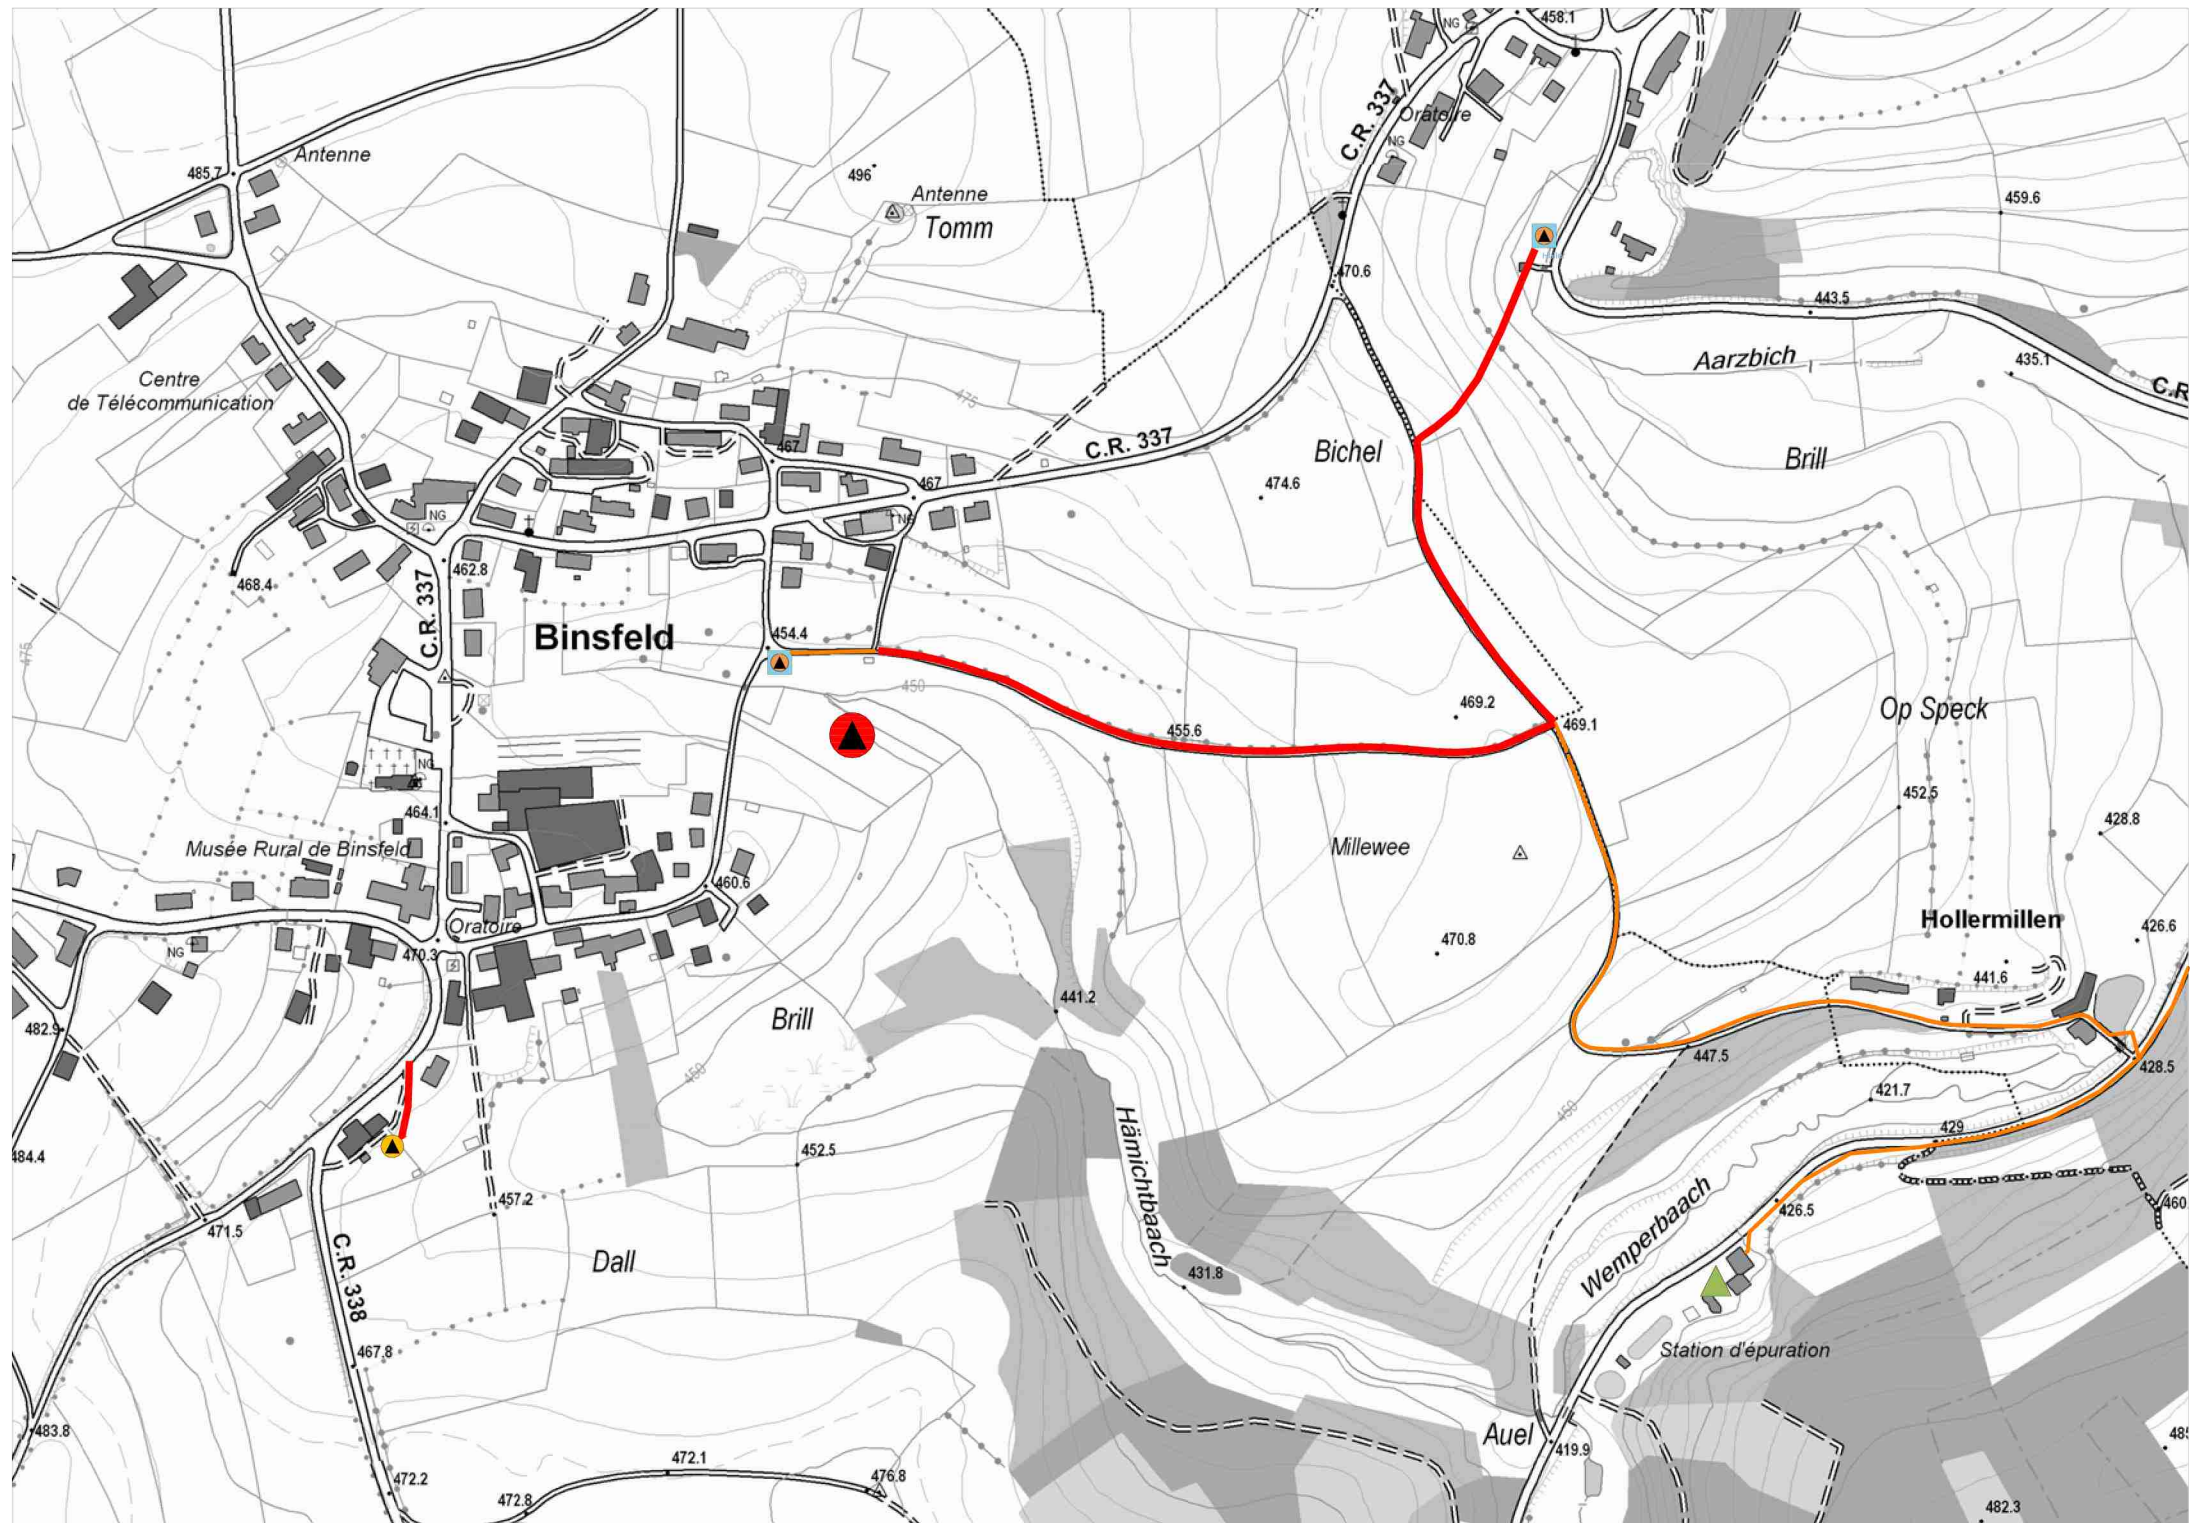 458.1
NG
C.R. 337
Oratoire
NG
Antenne
485.7
496
Antenne
Tomm
459.6
470.6
443.5
Aarzbich
435.1
C.R
Centre
de Télécommunication
475
467
C.R. 337
Bichel
Brill
474.6
467
NG
NG
462.8
468.4
C.R. 337
Binsfeld
454.4
475
450
455.6
469.2
469.1
Op Speck
NG
464.1
452.5
428.8
Musée Rural de Binsfeld
Millewee
460.6
Hollermillen
Oratoire
470.3
NG
470.8
426.6
441.6
441.2
Brill
482.9
447.5
428.5
450
421.7
450
429
Hämichtbaach
484.4
452.5
457.2
Wemperbaach
426.5
460
471.5
C.R. 338
Dall
431.8
467.8
Station d'épuration
483.8
Auel
419.9
485
472.1
472.2
476.8
472.8
482.3